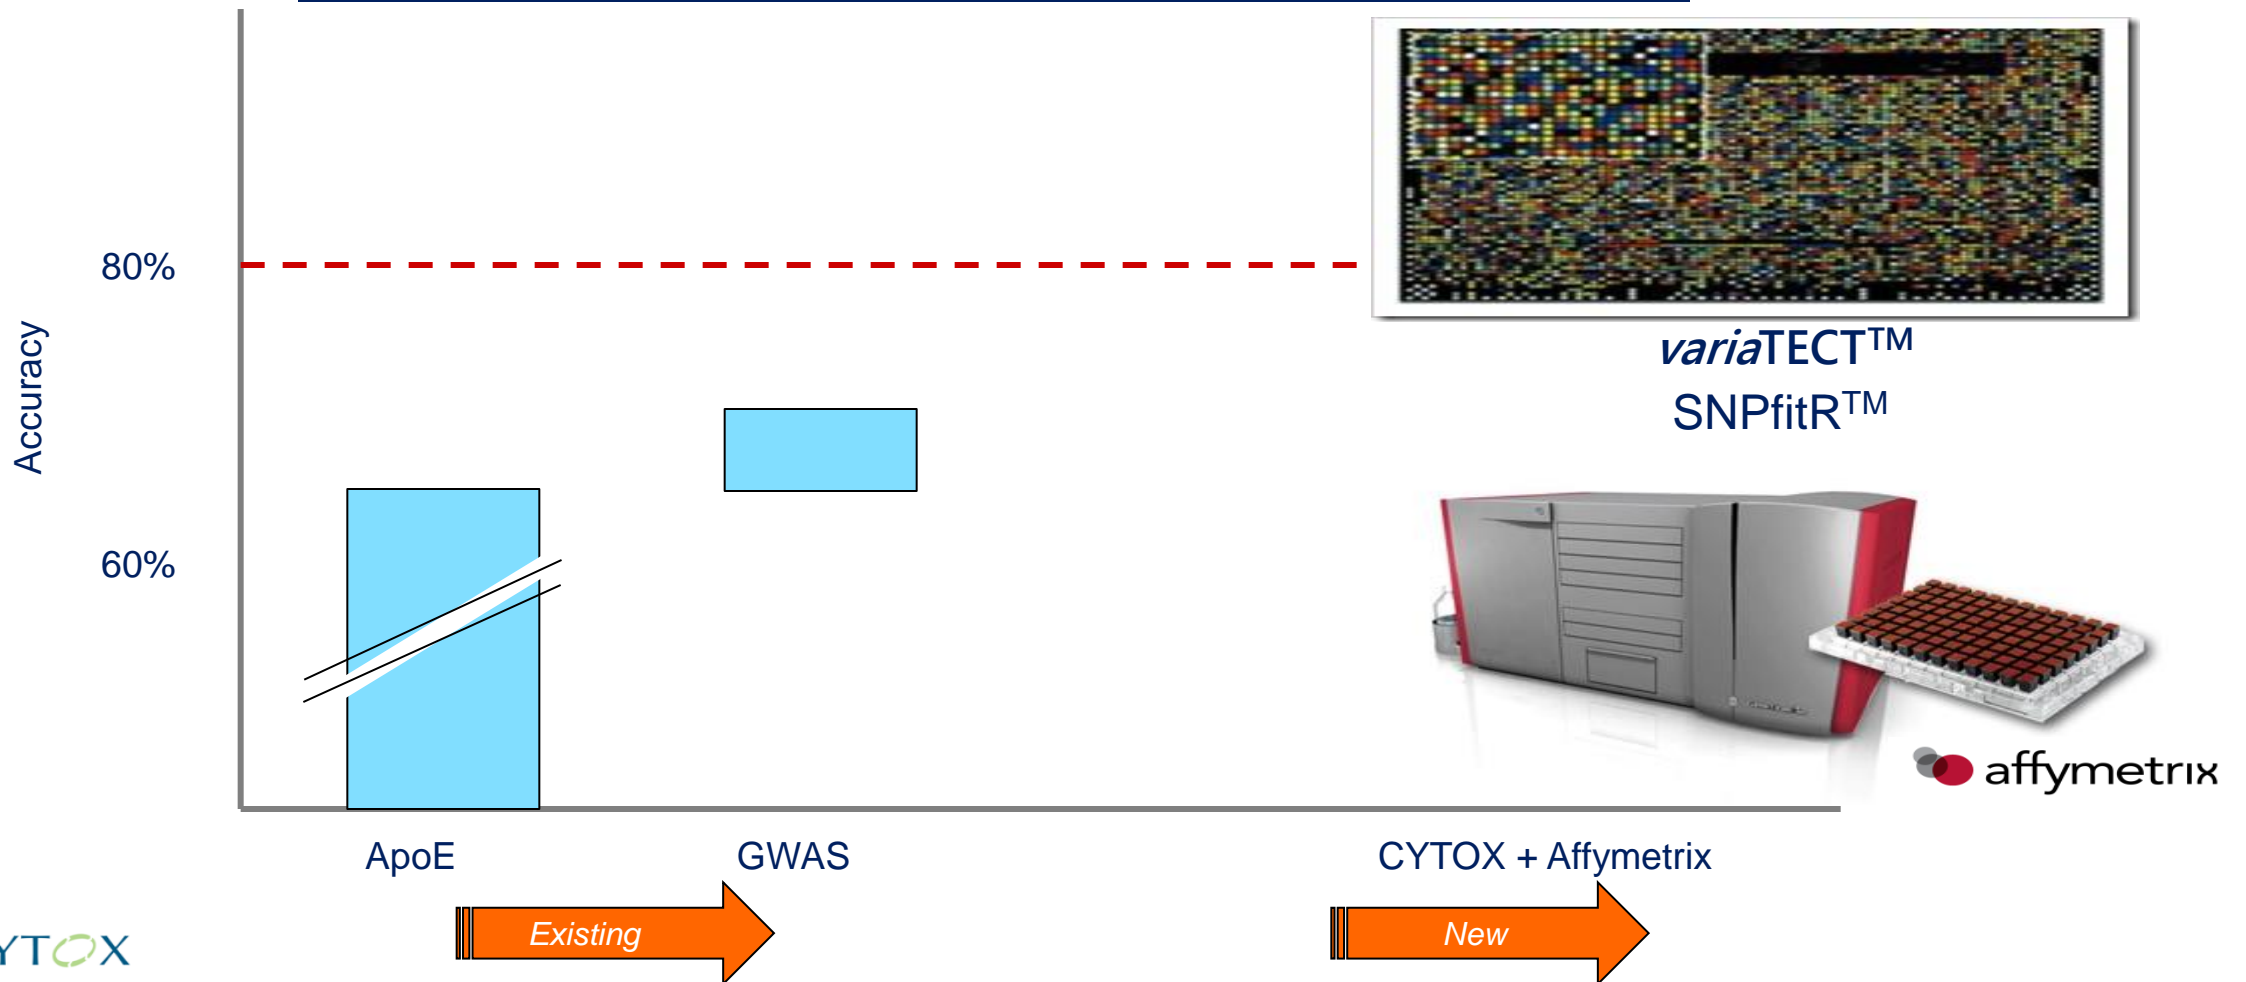 80%
Accuracy
60%
variaTECT™
SNPfitR™
affymetrix
ApoE
GWAS
CYTOX + Affymetrix
Existing
New
YTOX